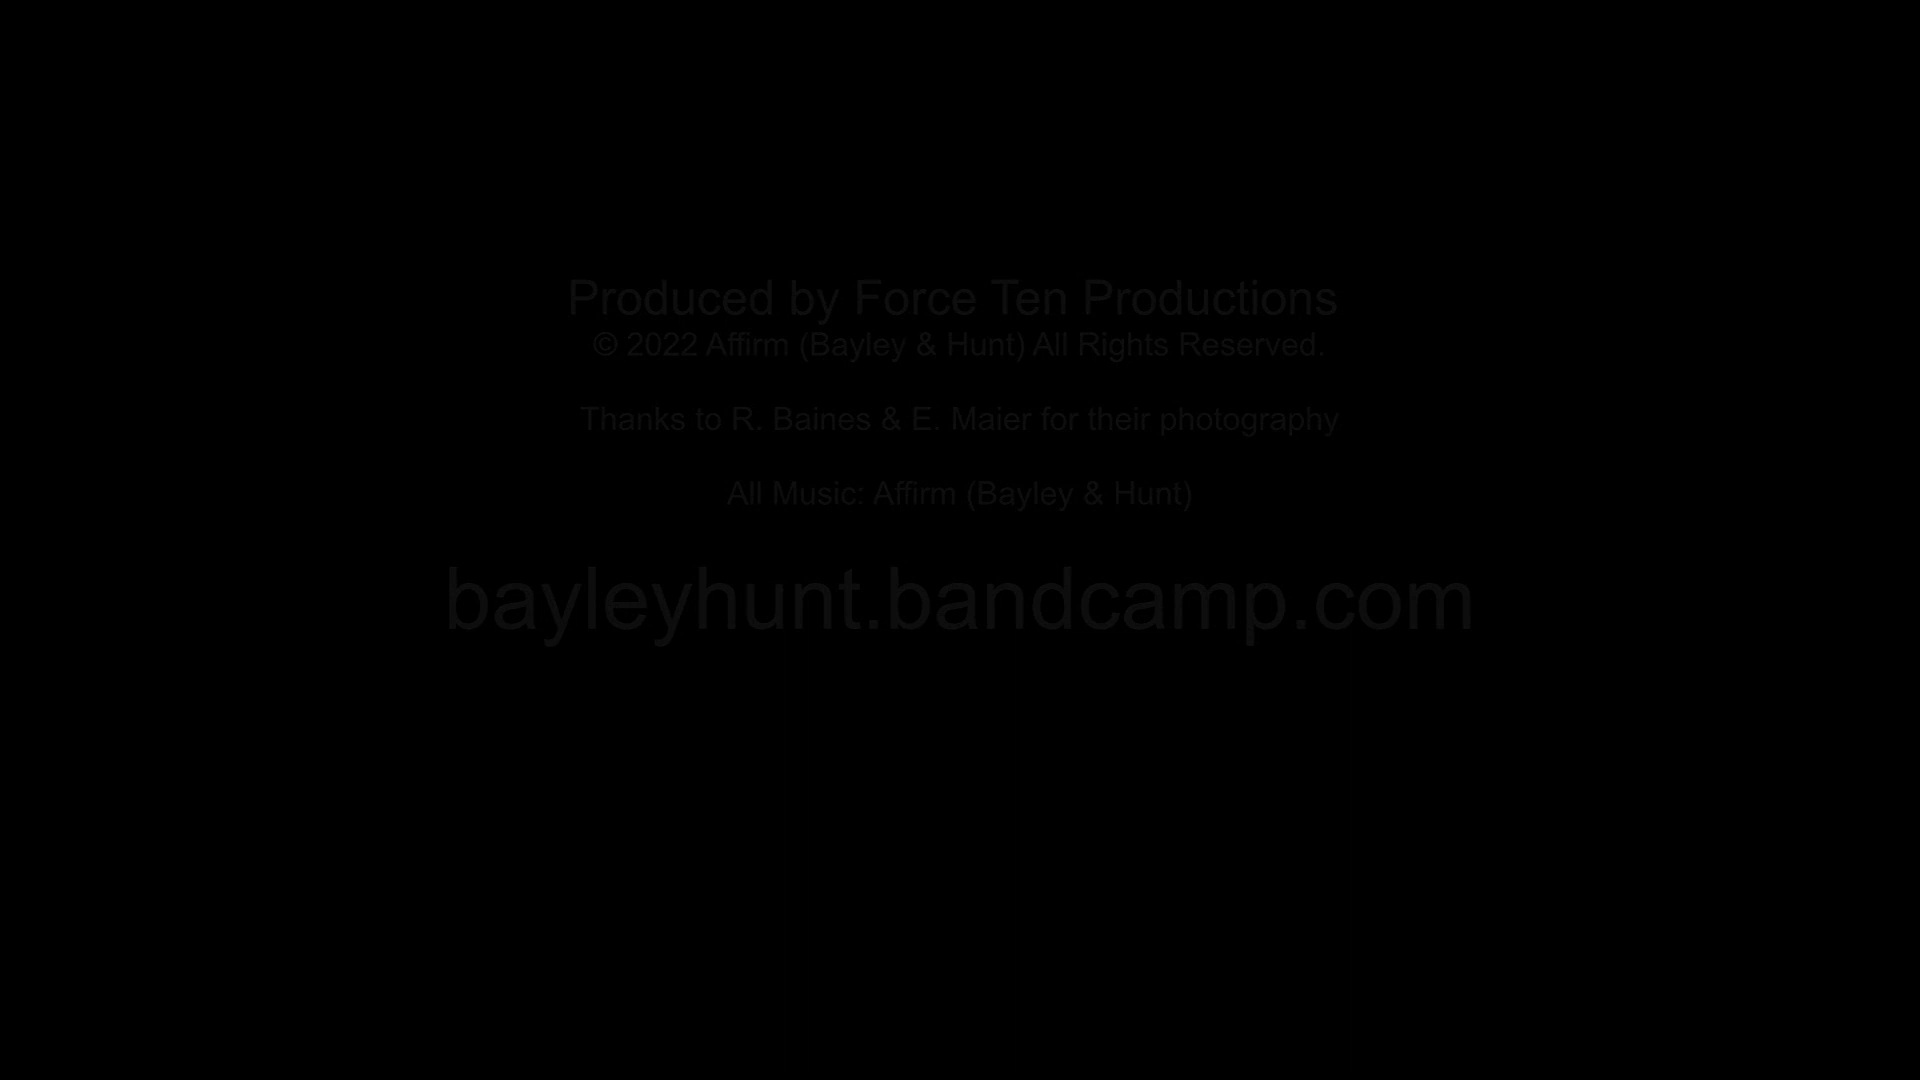 Produced by Force Ten Productions
© 2022 Affirm (Bayley & Hunt) All Rights Reserved.
Thanks to R. Baines & E. Maier for their photography
All Music: Affirm (Bayley & Hunt)
bayleyhunt.bandcamp.com